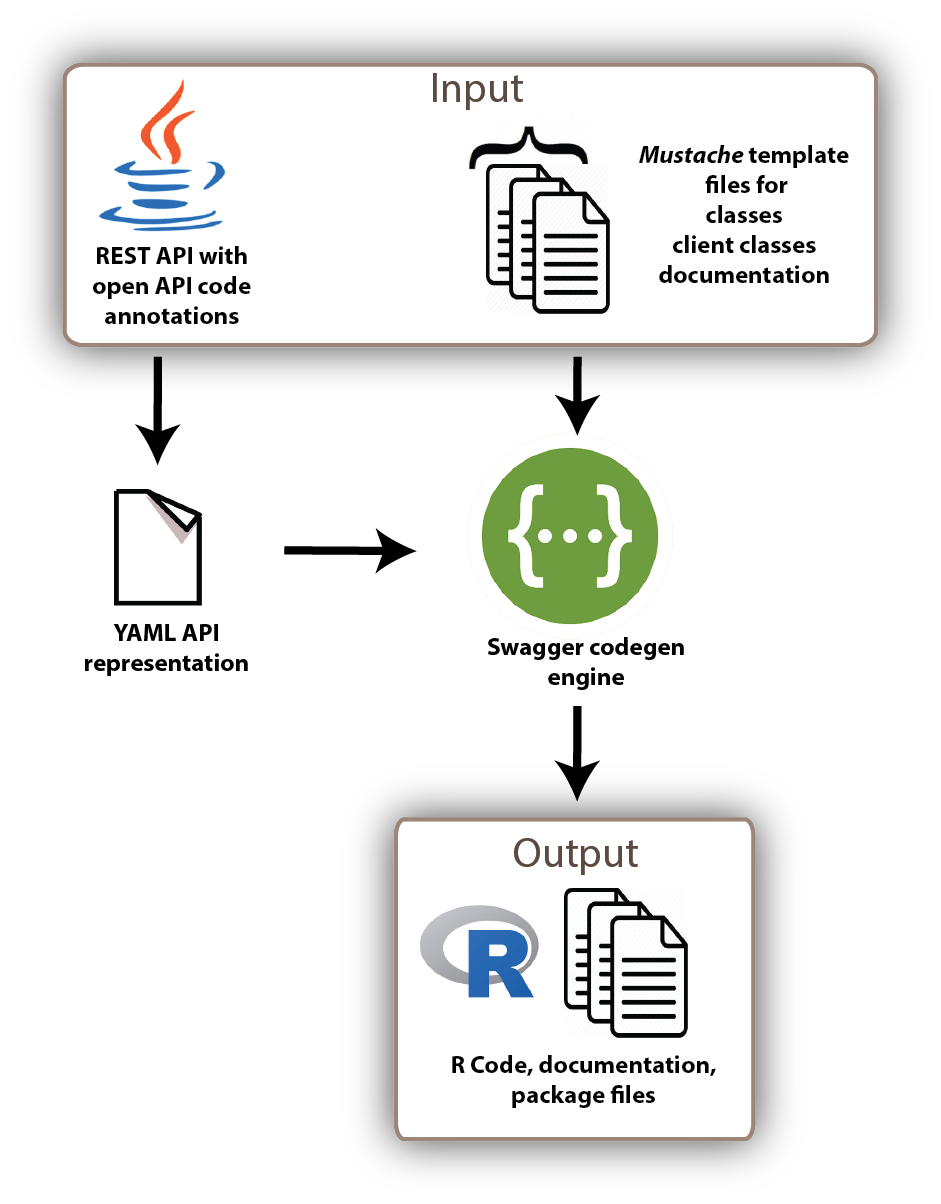 Input
REST API with
open API code
annotations
Mustache template
files for
classes
client classes
documentation
YAML API
representation
{...}
Swagger codegen
engine
Output
R
R Code, documentation,
package files